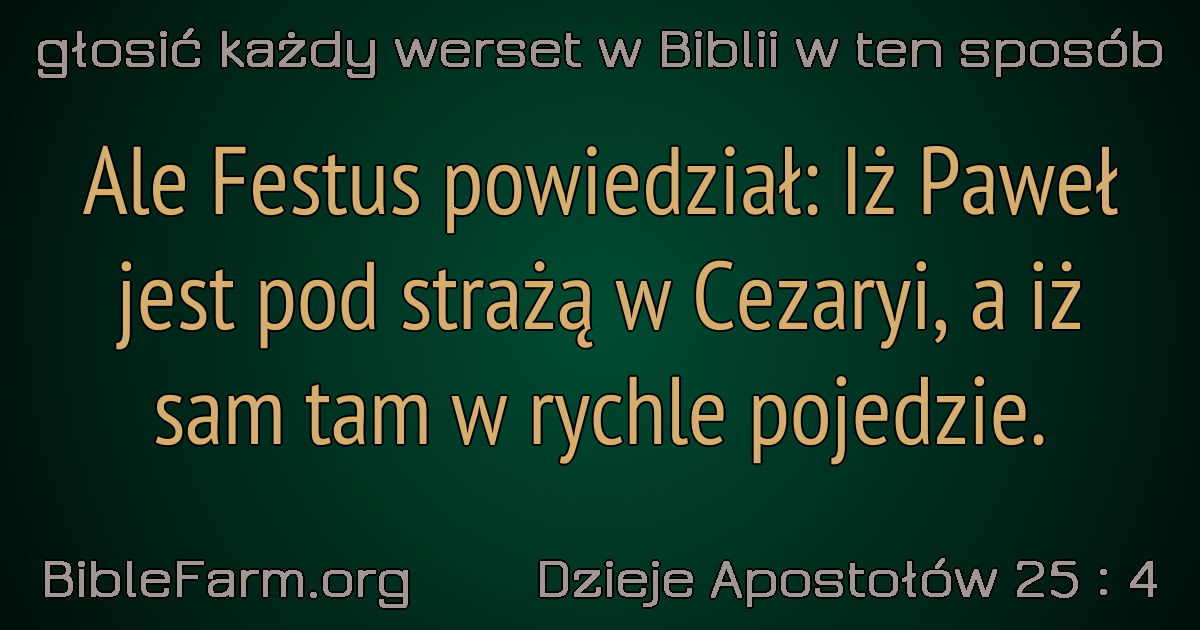 głosić każdy werset w Biblii w ten sposób
Ale Festus powiedział: Iż Paweł
jest pod strażą w Cezaryi, a iż
sam tam w rychle pojedzie.
BibleFarm.org
Dzieje Apostołów 25 : 4